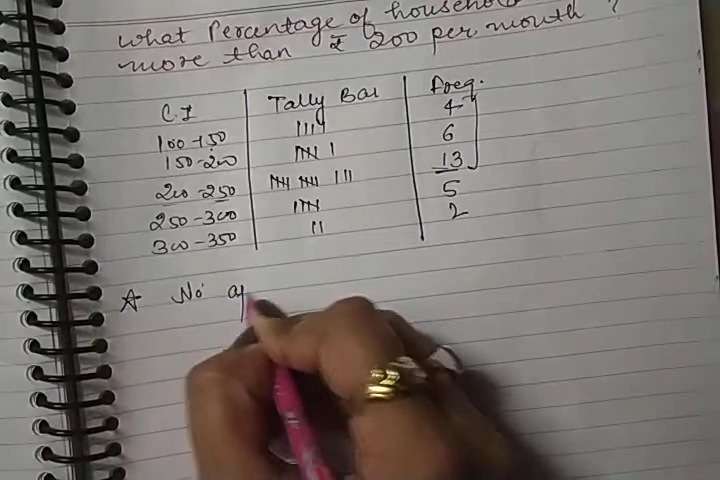 what Percentage of household
more than ₹ 200 per month ?
C.I Tally Bar Freq.
100-150 |||| 4
150-200 |||| | 6
200-250 |||| |||| ||| 13
250-300 |||| 5
300-350 || 2
☆ No of